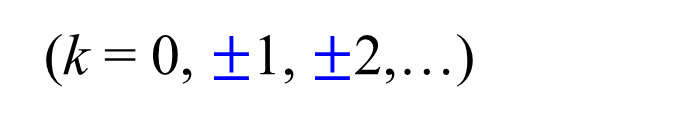 (k = 0, ±1, ±2,…)